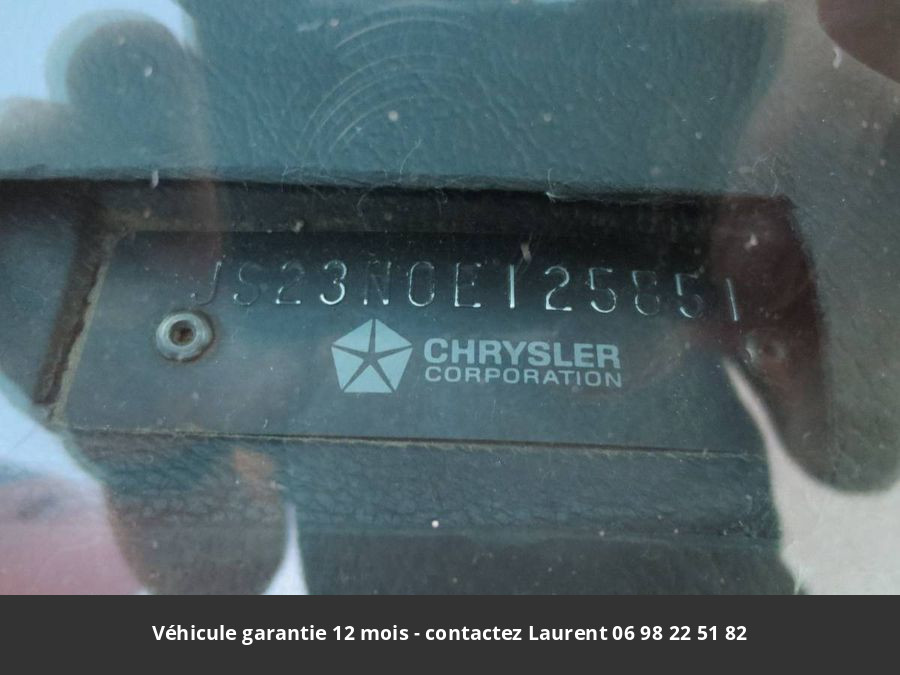 JS23N0E125851
CHRYSLER
CORPORATION
Véhicule garantie 12 mois - contactez Laurent 06 98 22 51 82